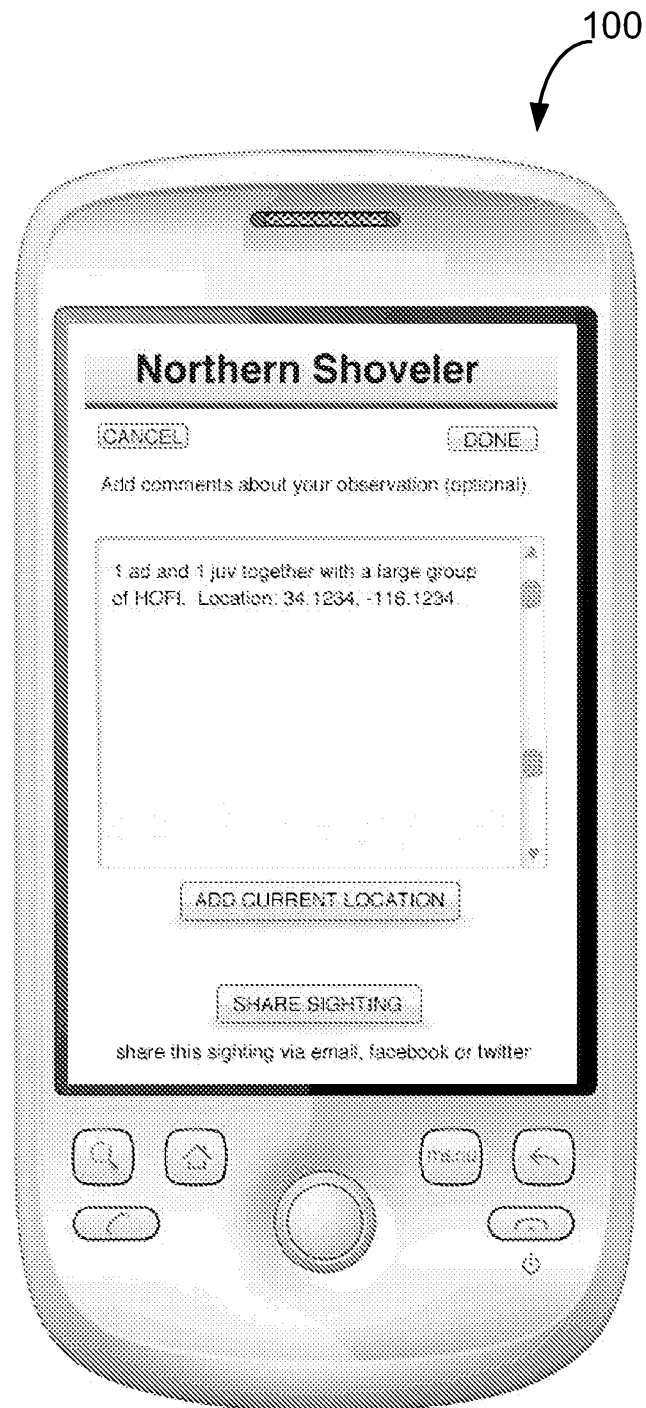 100
Northern Shoveler
CANCEL
DONE
Add comments about your observation (optional).
1 ad and 1 juv together with a large group
of HOFI. Location: 34.1234, -118.1234.
ADD CURRENT LOCATION
SHARE SIGHTING
share this sighting via email, facebook or twitter
menu